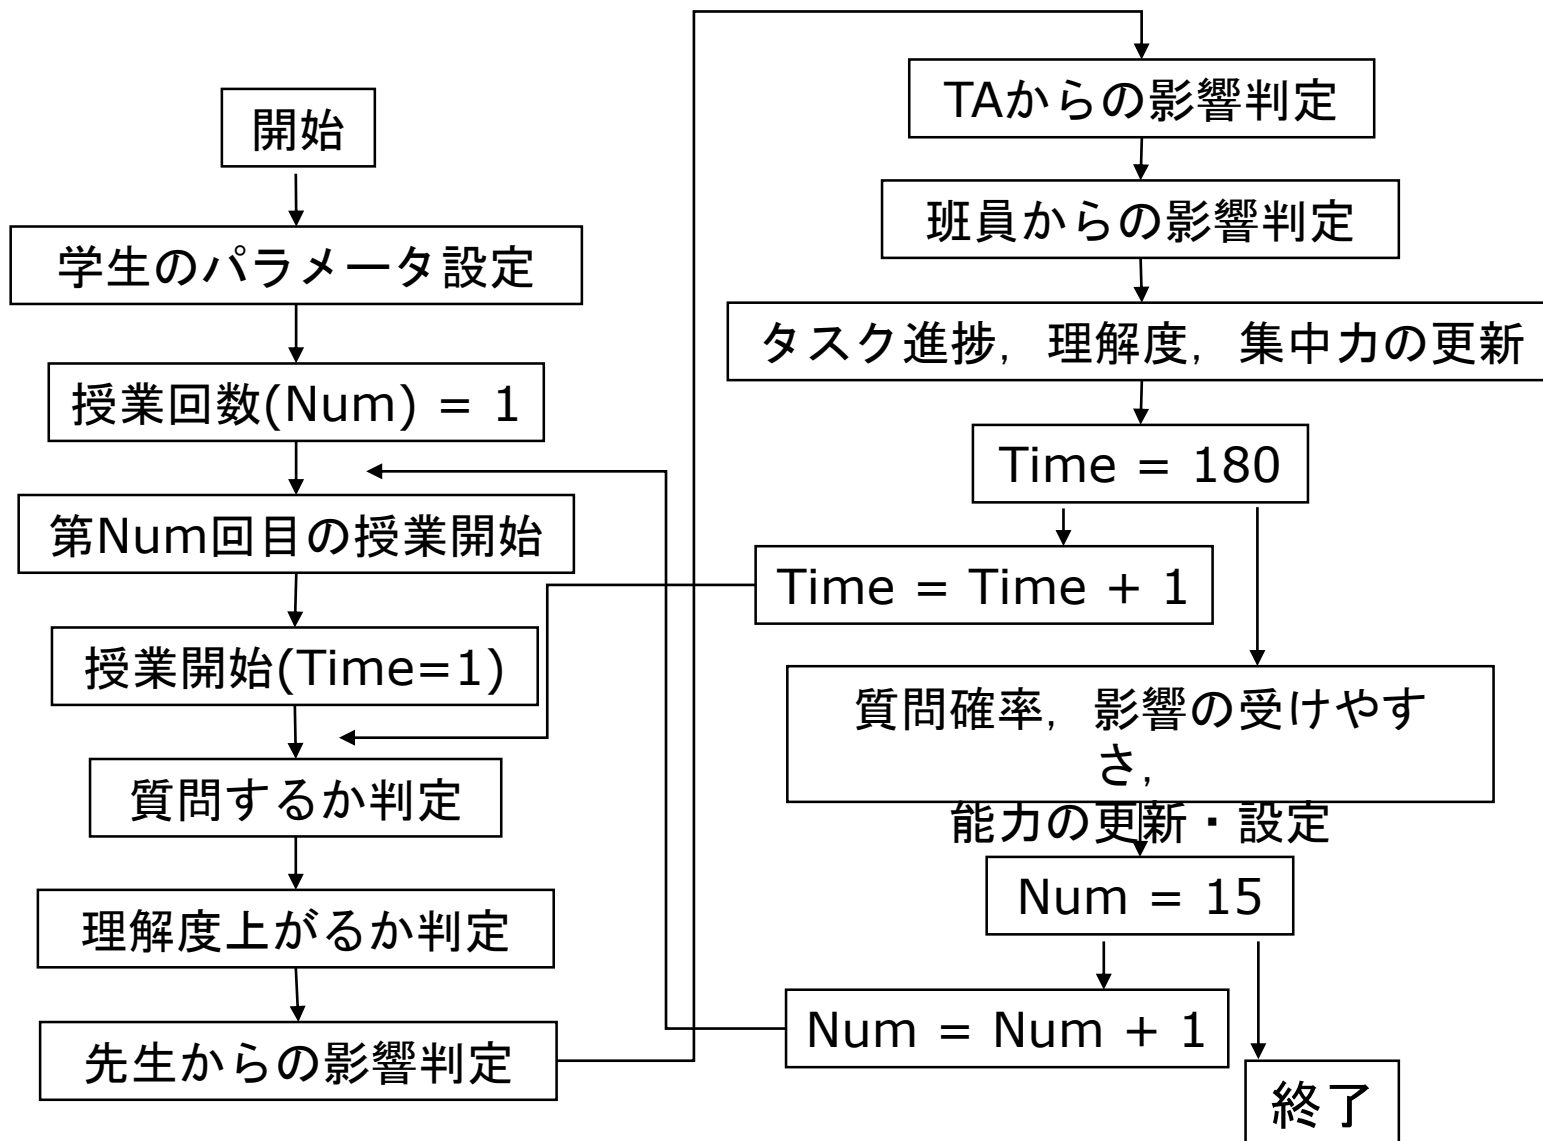 開始
学生のパラメータ設定
授業回数(Num) = 1
第Num回目の授業開始
授業開始(Time=1)
質問するか判定
理解度上がるか判定
先生からの影響判定
TAからの影響判定
班員からの影響判定
タスク進捗，理解度，集中力の更新
Time = 180
Time = Time + 1
質問確率，影響の受けやす
さ，
能力の更新・設定
Num = 15
Num = Num + 1
終了